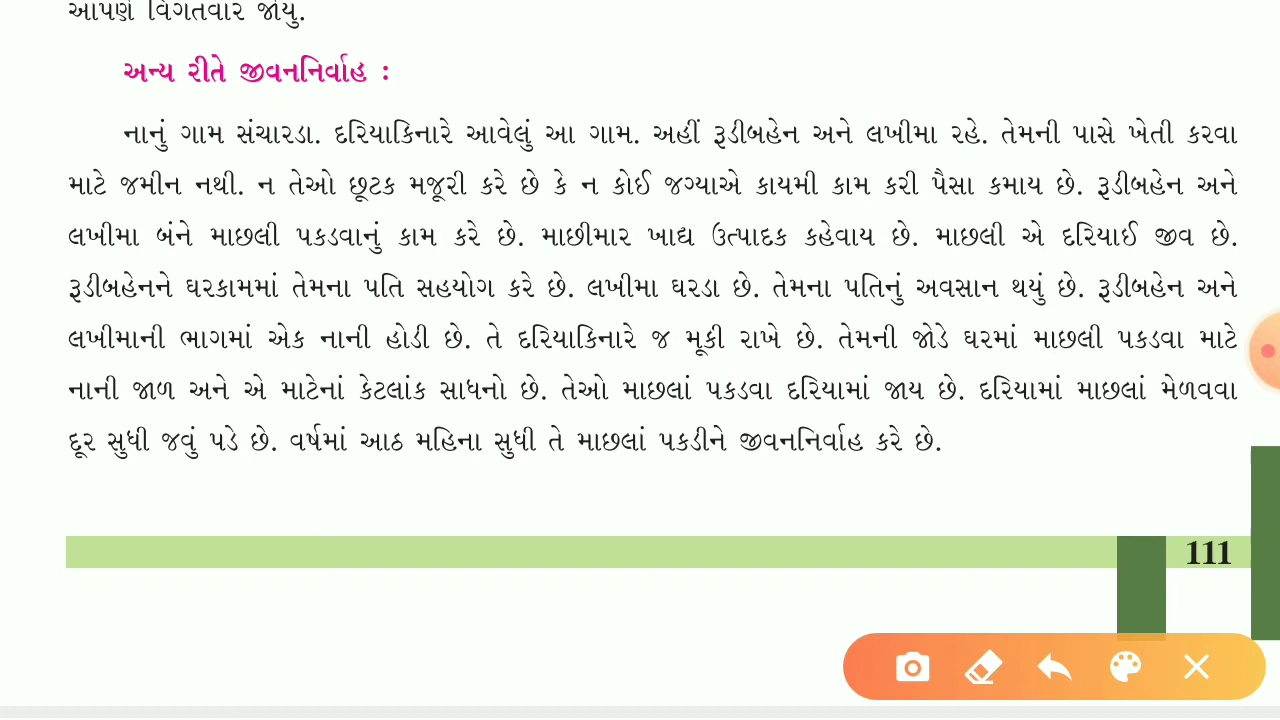 આપણે વિગતવાર જોયું.
અન્ય રીતે જીવનનિર્વાહ :
નાનું ગામ સંચારડા. દરિયાકિનારે આવેલું આ ગામ. અહીં રૂડીબહેન અને લખીમા રહે. તેમની પાસે ખેતી કરવા
માટે જમીન નથી. ન તેઓ છૂટક મજૂરી કરે છે કે ન કોઈ જગ્યાએ કાયમી કામ કરી પૈસા કમાય છે. રૂડીબહેન અને
લખીમા બંને માછલી પકડવાનું કામ કરે છે. માછીમાર ખાદ્ય ઉત્પાદક કહેવાય છે. માછલી એ દરિયાઈ જીવ છે.
રૂડીબહેનને ઘરકામમાં તેમના પતિ સહયોગ કરે છે. લખીમા ઘરડા છે. તેમના પતિનું અવસાન થયું છે. રૂડીબહેન અને
લખીમાની ભાગમાં એક નાની હોડી છે. તે દરિયાકિનારે જ મૂકી રાખે છે. તેમની જોડે ઘરમાં માછલી પકડવા માટે
નાની જાળ અને એ માટેનાં કેટલાંક સાધનો છે. તેઓ માછલાં પકડવા દરિયામાં જાય છે. દરિયામાં માછલાં મેળવવા
દૂર સુધી જવું પડે છે. વર્ષમાં આઠ મહિના સુધી તે માછલાં પકડીને જીવનનિર્વાહ કરે છે.
111